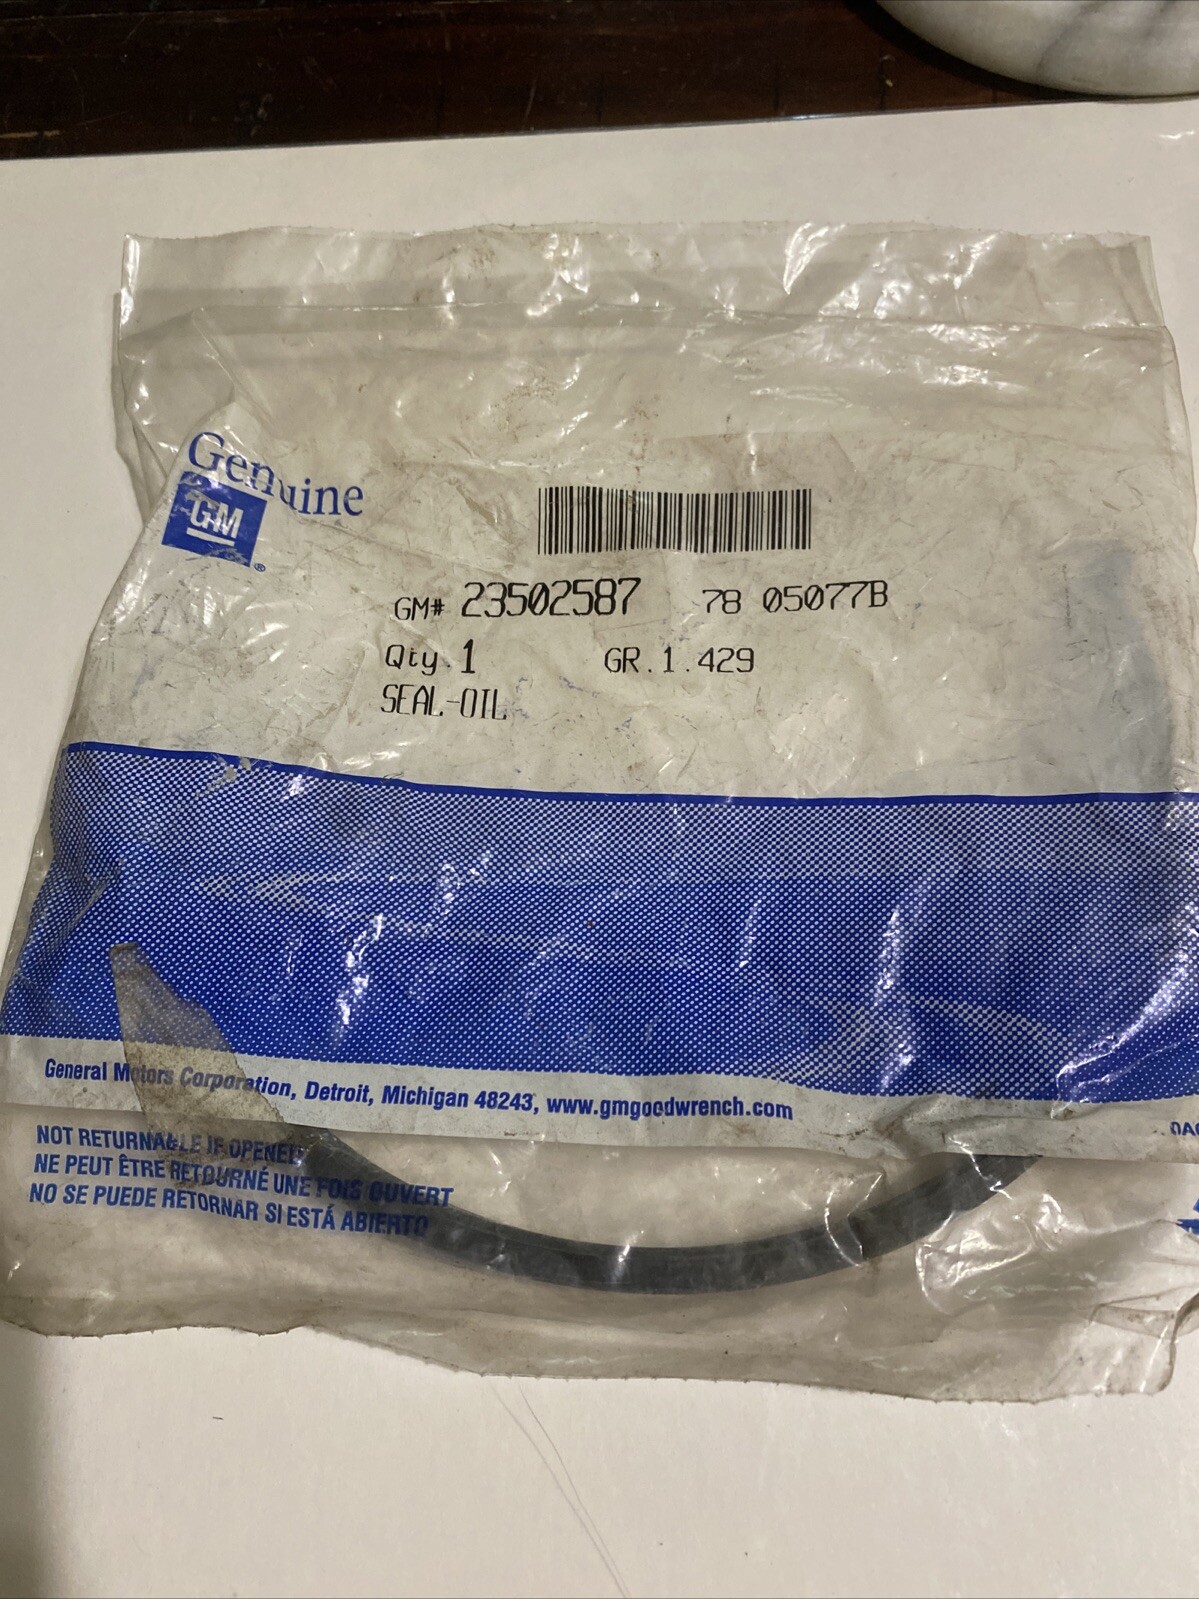 Genuine
GM
®
GM# 23502587 78 05077B
Qty.1 GR.1.429
SEAL-OIL
General Motors Corporation, Detroit, Michigan 48243, www.gmgoodwrench.com
NOT RETURNABLE IF OPENED
NE PEUT ÊTRE RETOURNÉ UNE FOIS OUVERT
NO SE PUEDE RETORNAR SI ESTÁ ABIERTO